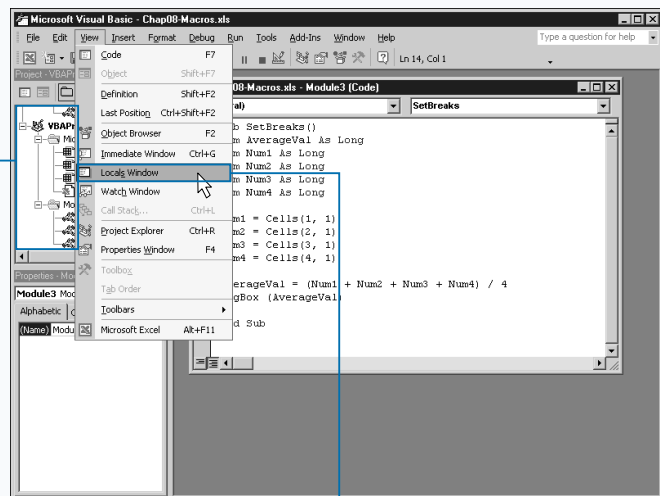 Microsoft Visual Basic - Chap08-Macros.xls
File Edit View Insert Format Debug Run Tools Add-Ins Window Help
Type a question for help
Ln 14, Col 1
Project - VBAPr
VBAPr
Code F7
Object Shift+F7
Definition Shift+F2
Last Position Ctrl+Shift+F2
Object Browser F2
Immediate Window Ctrl+G
Locals Window
Watch Window
Call Stack... Ctrl+L
Project Explorer Ctrl+R
Properties Window F4
Toolbox
Tab Order
Toolbars
Microsoft Excel Alt+F11
08-Macros.xls - Module3 (Code)
ral)
SetBreaks
b SetBreaks()
m AverageVal As Long
m Num1 As Long
m Num2 As Long
m Num3 As Long
m Num4 As Long
m1 = Cells(1, 1)
m2 = Cells(2, 1)
m3 = Cells(3, 1)
m4 = Cells(4, 1)
erageVal = (Num1 + Num2 + Num3 + Num4) / 4
gBox (AverageVal)
d Sub
Properties - Mo
Module3 Mod
Alphabetic
(Name) Modu